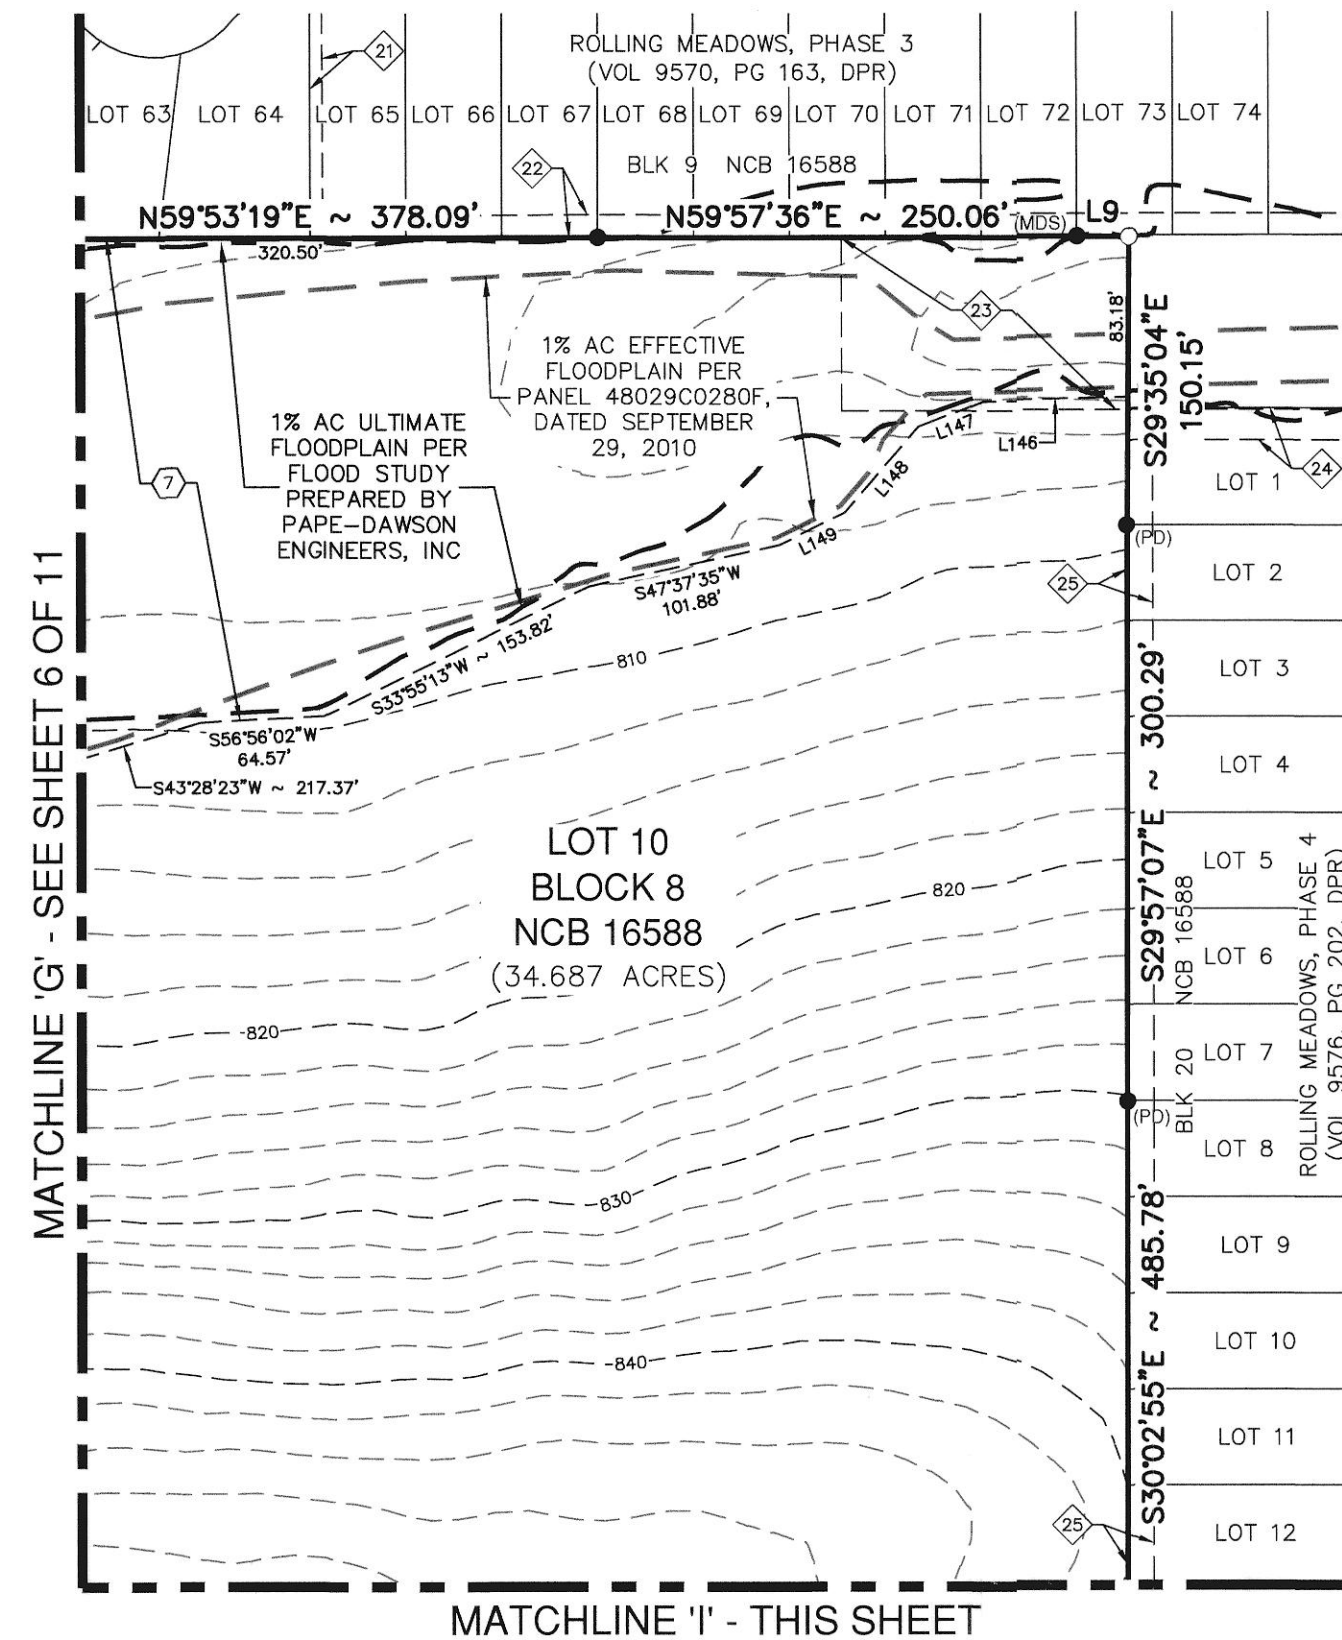 ROLLING MEADOWS, PHASE 3
(VOL 9570, PG 163, DPR)
21
LOT 63
LOT 64
LOT 65
LOT 66
LOT 67
LOT 68
LOT 69
LOT 70
LOT 71
LOT 72
LOT 73
LOT 74
22
BLK 9 NCB 16588
N59°53'19"E ~ 378.09'
N59°57'36"E ~ 250.06'
(MDS)
L9
320.50'
23
83.18'
S29°35'04"E
150.15'
1% AC EFFECTIVE
FLOODPLAIN PER
PANEL 48029C0280F,
DATED SEPTEMBER
29, 2010
1% AC ULTIMATE
FLOODPLAIN PER
FLOOD STUDY
PREPARED BY
PAPE-DAWSON
ENGINEERS, INC
7
L147
L146
L148
L149
24
LOT 1
(PD)
25
LOT 2
S47°37'35"W
101.88'
S33°55'13"W ~ 153.82'
810
S56°56'02"W
64.57'
S43°28'23"W ~ 217.37'
LOT 3
S29°57'07"E ~ 300.29'
LOT 4
MATCHLINE 'G' - SEE SHEET 6 OF 11
LOT 10
BLOCK 8
NCB 16588
(34.687 ACRES)
820
LOT 5
LOT 6
BLK 20 NCB 16588
ROLLING MEADOWS, PHASE 4
(VOL 9576, PG 202, DPR)
-820
LOT 7
(PD)
LOT 8
830
S30°02'55"E ~ 485.78'
LOT 9
LOT 10
-840
LOT 11
25
LOT 12
MATCHLINE 'I' - THIS SHEET